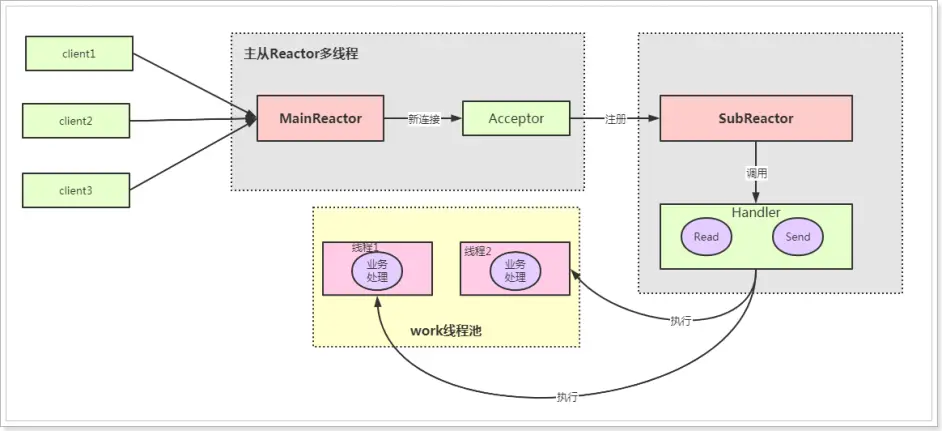 client1
client2
client3
主从Reactor多线程
MainReactor
新连接
Acceptor
注册
SubReactor
调用
Handler
Read
Send
线程1
业务
处理
线程2
业务
处理
work线程池
执行
执行